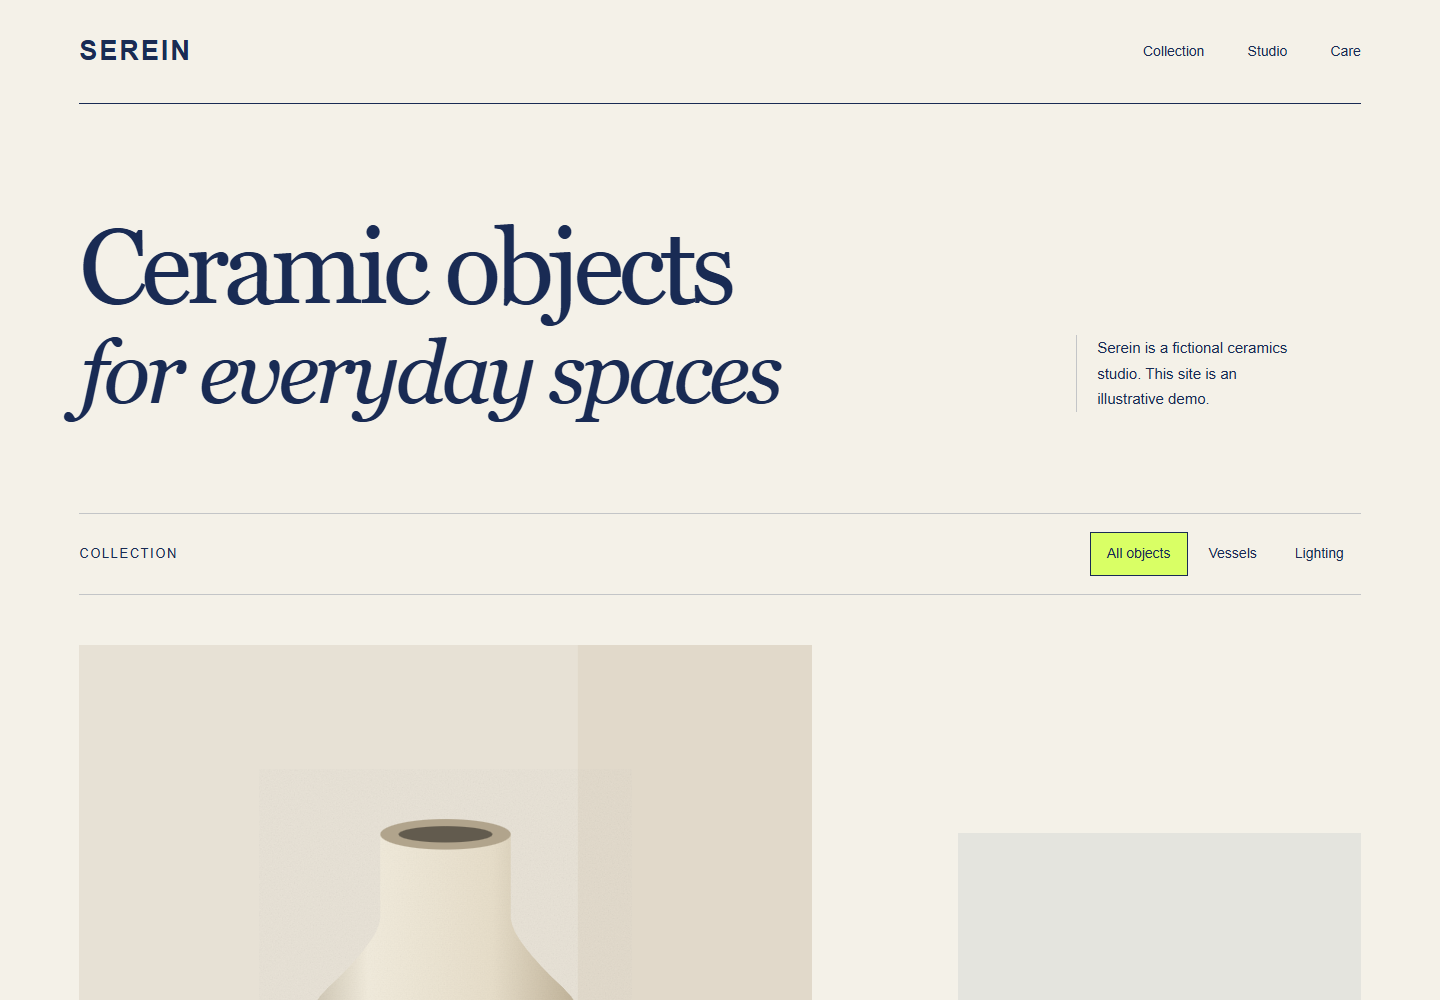 SEREIN
Collection Studio Care
Ceramic objects
for everyday spaces
Serein is a fictional ceramics
studio. This site is an
illustrative demo.
COLLECTION
All objects Vessels Lighting